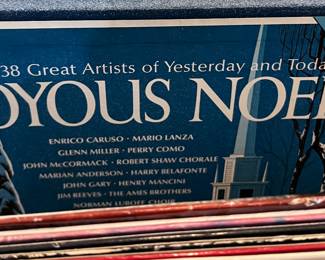 38 Great Artists of Yesterday and Toda
OYOUS NOE
ENRICO CARUSO · MARIO LANZA
GLENN MILLER · PERRY COMO
JOHN McCORMACK · ROBERT SHAW CHORALE
MARIAN ANDERSON · HARRY BELAFONTE
JOHN GARY · HENRY MANCINI
JIM REEVES · THE AMES BROTHERS
NORMAN LUBOFF CHOIR